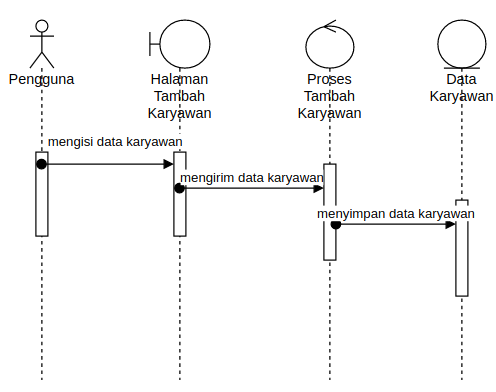 Pengguna
Halaman
Tambah
Karyawan
Proses
Tambah
Karyawan
Data
Karyawan
mengisi data karyawan
mengirim data karyawan
menyimpan data karyawan